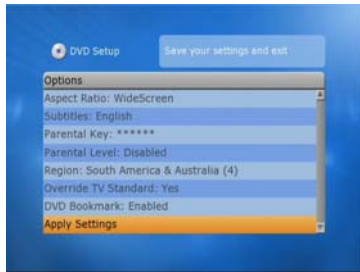 DVD Setup
Save your settings and exit
Options
Aspect Ratio: WideScreen
Subtitles: English
Parental Key: ******
Parental Level: Disabled
Region: South America & Australia (4)
Override TV Standard: Yes
DVD Bookmark: Enabled
Apply Settings